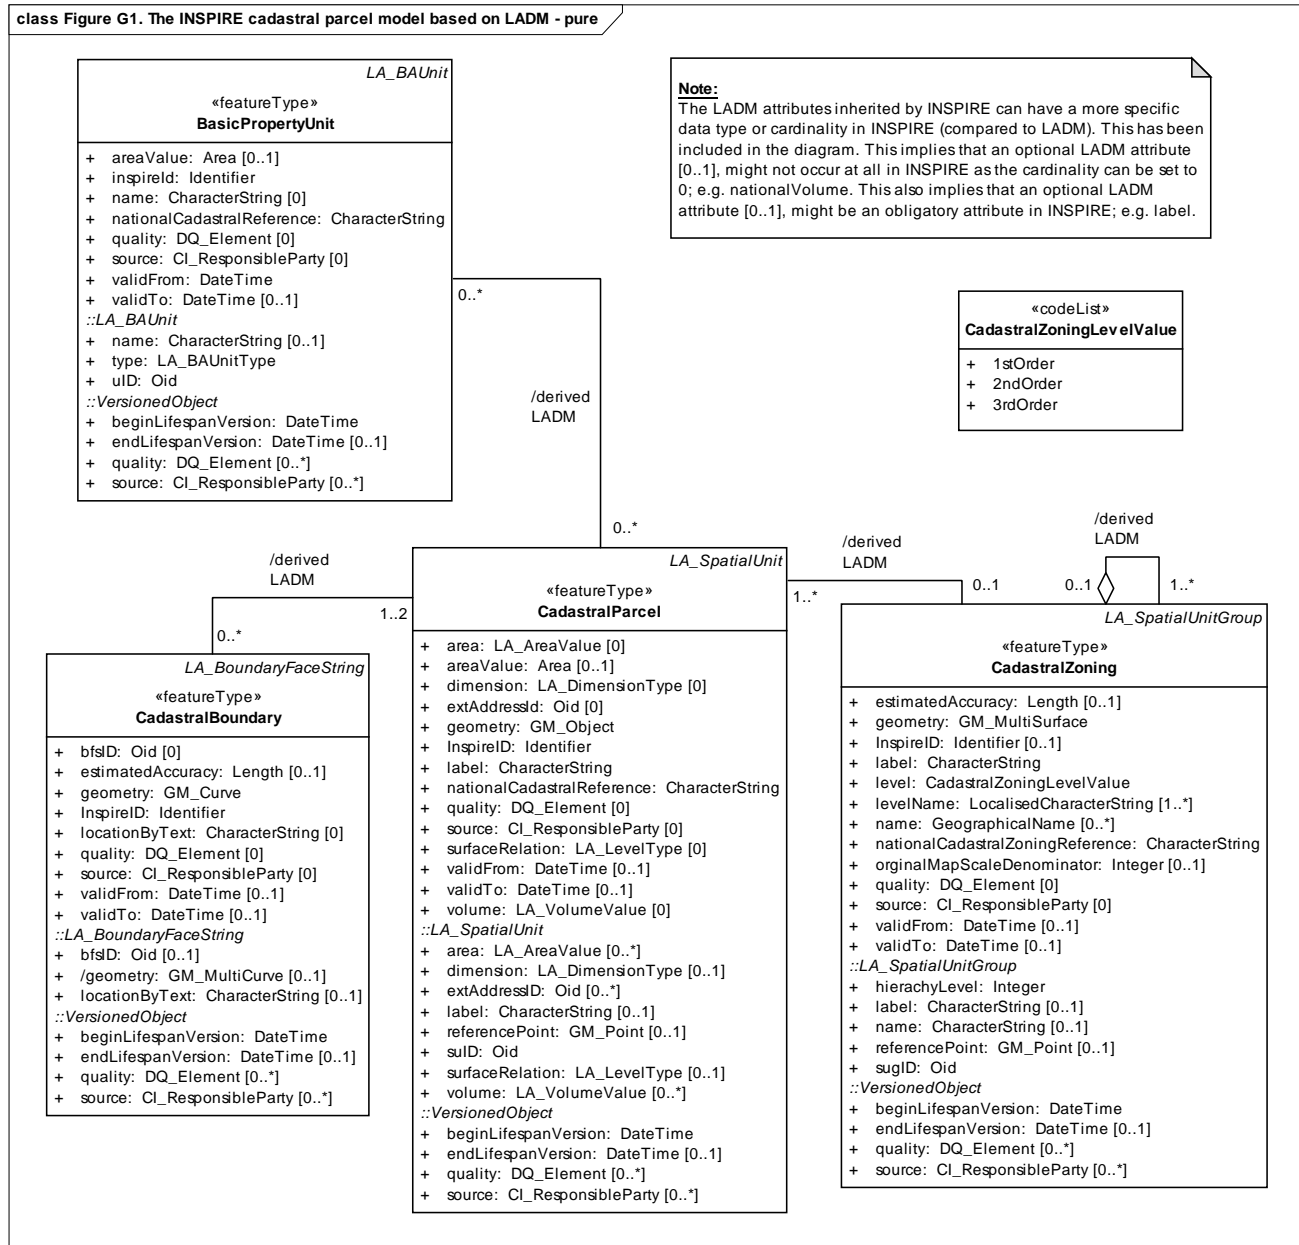 class Figure G1. The INSPIRE cadastral parcel model based on LADM - pure
LA_BAUnit
«featureType»
BasicPropertyUnit
+ areaValue: Area [0..1]
+ inspireId: Identifier
+ name: CharacterString [0]
+ nationalCadastralReference: CharacterString
+ quality: DQ_Element [0]
+ source: CI_ResponsibleParty [0]
+ validFrom: DateTime
+ validTo: DateTime [0..1]
::LA_BAUnit
+ name: CharacterString [0..1]
+ type: LA_BAUnitType
+ uID: Oid
::VersionedObject
+ beginLifespanVersion: DateTime
+ endLifespanVersion: DateTime [0..1]
+ quality: DQ_Element [0..*]
+ source: CI_ResponsibleParty [0..*]
Note:
The LADM attributes inherited by INSPIRE can have a more specific
data type or cardinality in INSPIRE (compared to LADM). This has been
included in the diagram. This implies that an optional LADM attribute
[0..1], might not occur at all in INSPIRE as the cardinality can be set to
0; e.g. nationalVolume. This also implies that an optional LADM
attribute [0..1], might be an obligatory attribute in INSPIRE; e.g. label.
«codeList»
CadastralZoningLevelValue
+ 1stOrder
+ 2ndOrder
+ 3rdOrder
0..*
/derived
LADM
0..*
/derived
LADM
1..2
0..*
/derived
LADM
1..*
0..1
/derived
LADM
0..1
1..*
LA_BoundaryFaceString
«featureType»
CadastralBoundary
+ bfsID: Oid [0]
+ estimatedAccuracy: Length [0..1]
+ geometry: GM_Curve
+ InspireID: Identifier
+ locationByText: CharacterString [0]
+ quality: DQ_Element [0]
+ source: CI_ResponsibleParty [0]
+ validFrom: DateTime [0..1]
+ validTo: DateTime [0..1]
::LA_BoundaryFaceString
+ bfsID: Oid [0..1]
+ /geometry: GM_MultiCurve [0..1]
+ locationByText: CharacterString [0..1]
::VersionedObject
+ beginLifespanVersion: DateTime
+ endLifespanVersion: DateTime [0..1]
+ quality: DQ_Element [0..*]
+ source: CI_ResponsibleParty [0..*]
LA_SpatialUnit
«featureType»
CadastralParcel
+ area: LA_AreaValue [0]
+ areaValue: Area [0..1]
+ dimension: LA_DimensionType [0]
+ extAddressId: Oid [0]
+ geometry: GM_Object
+ InspireID: Identifier
+ label: CharacterString
+ nationalCadastralReference: CharacterString
+ quality: DQ_Element [0]
+ source: CI_ResponsibleParty [0]
+ surfaceRelation: LA_LevelType [0]
+ validFrom: DateTime [0..1]
+ validTo: DateTime [0..1]
+ volume: LA_VolumeValue [0]
::LA_SpatialUnit
+ area: LA_AreaValue [0..*]
+ dimension: LA_DimensionType [0..1]
+ extAddressID: Oid [0..*]
+ label: CharacterString [0..1]
+ referencePoint: GM_Point [0..1]
+ suID: Oid
+ surfaceRelation: LA_LevelType [0..1]
+ volume: LA_VolumeValue [0..*]
::VersionedObject
+ beginLifespanVersion: DateTime
+ endLifespanVersion: DateTime [0..1]
+ quality: DQ_Element [0..*]
+ source: CI_ResponsibleParty [0..*]
LA_SpatialUnitGroup
«featureType»
CadastralZoning
+ estimatedAccuracy: Length [0..1]
+ geometry: GM_MultiSurface
+ InspireID: Identifier [0..1]
+ label: CharacterString
+ level: CadastralZoningLevelValue
+ levelName: LocalisedCharacterString [1..*]
+ name: GeographicalName [0..*]
+ nationalCadastralZoningReference: CharacterString
+ orginalMapScaleDenominator: Integer [0..1]
+ quality: DQ_Element [0]
+ source: CI_ResponsibleParty [0]
+ validFrom: DateTime [0..1]
+ validTo: DateTime [0..1]
::LA_SpatialUnitGroup
+ hierachyLevel: Integer
+ label: CharacterString [0..1]
+ name: CharacterString [0..1]
+ referencePoint: GM_Point [0..1]
+ sugID: Oid
::VersionedObject
+ beginLifespanVersion: DateTime
+ endLifespanVersion: DateTime [0..1]
+ quality: DQ_Element [0..*]
+ source: CI_ResponsibleParty [0..*]